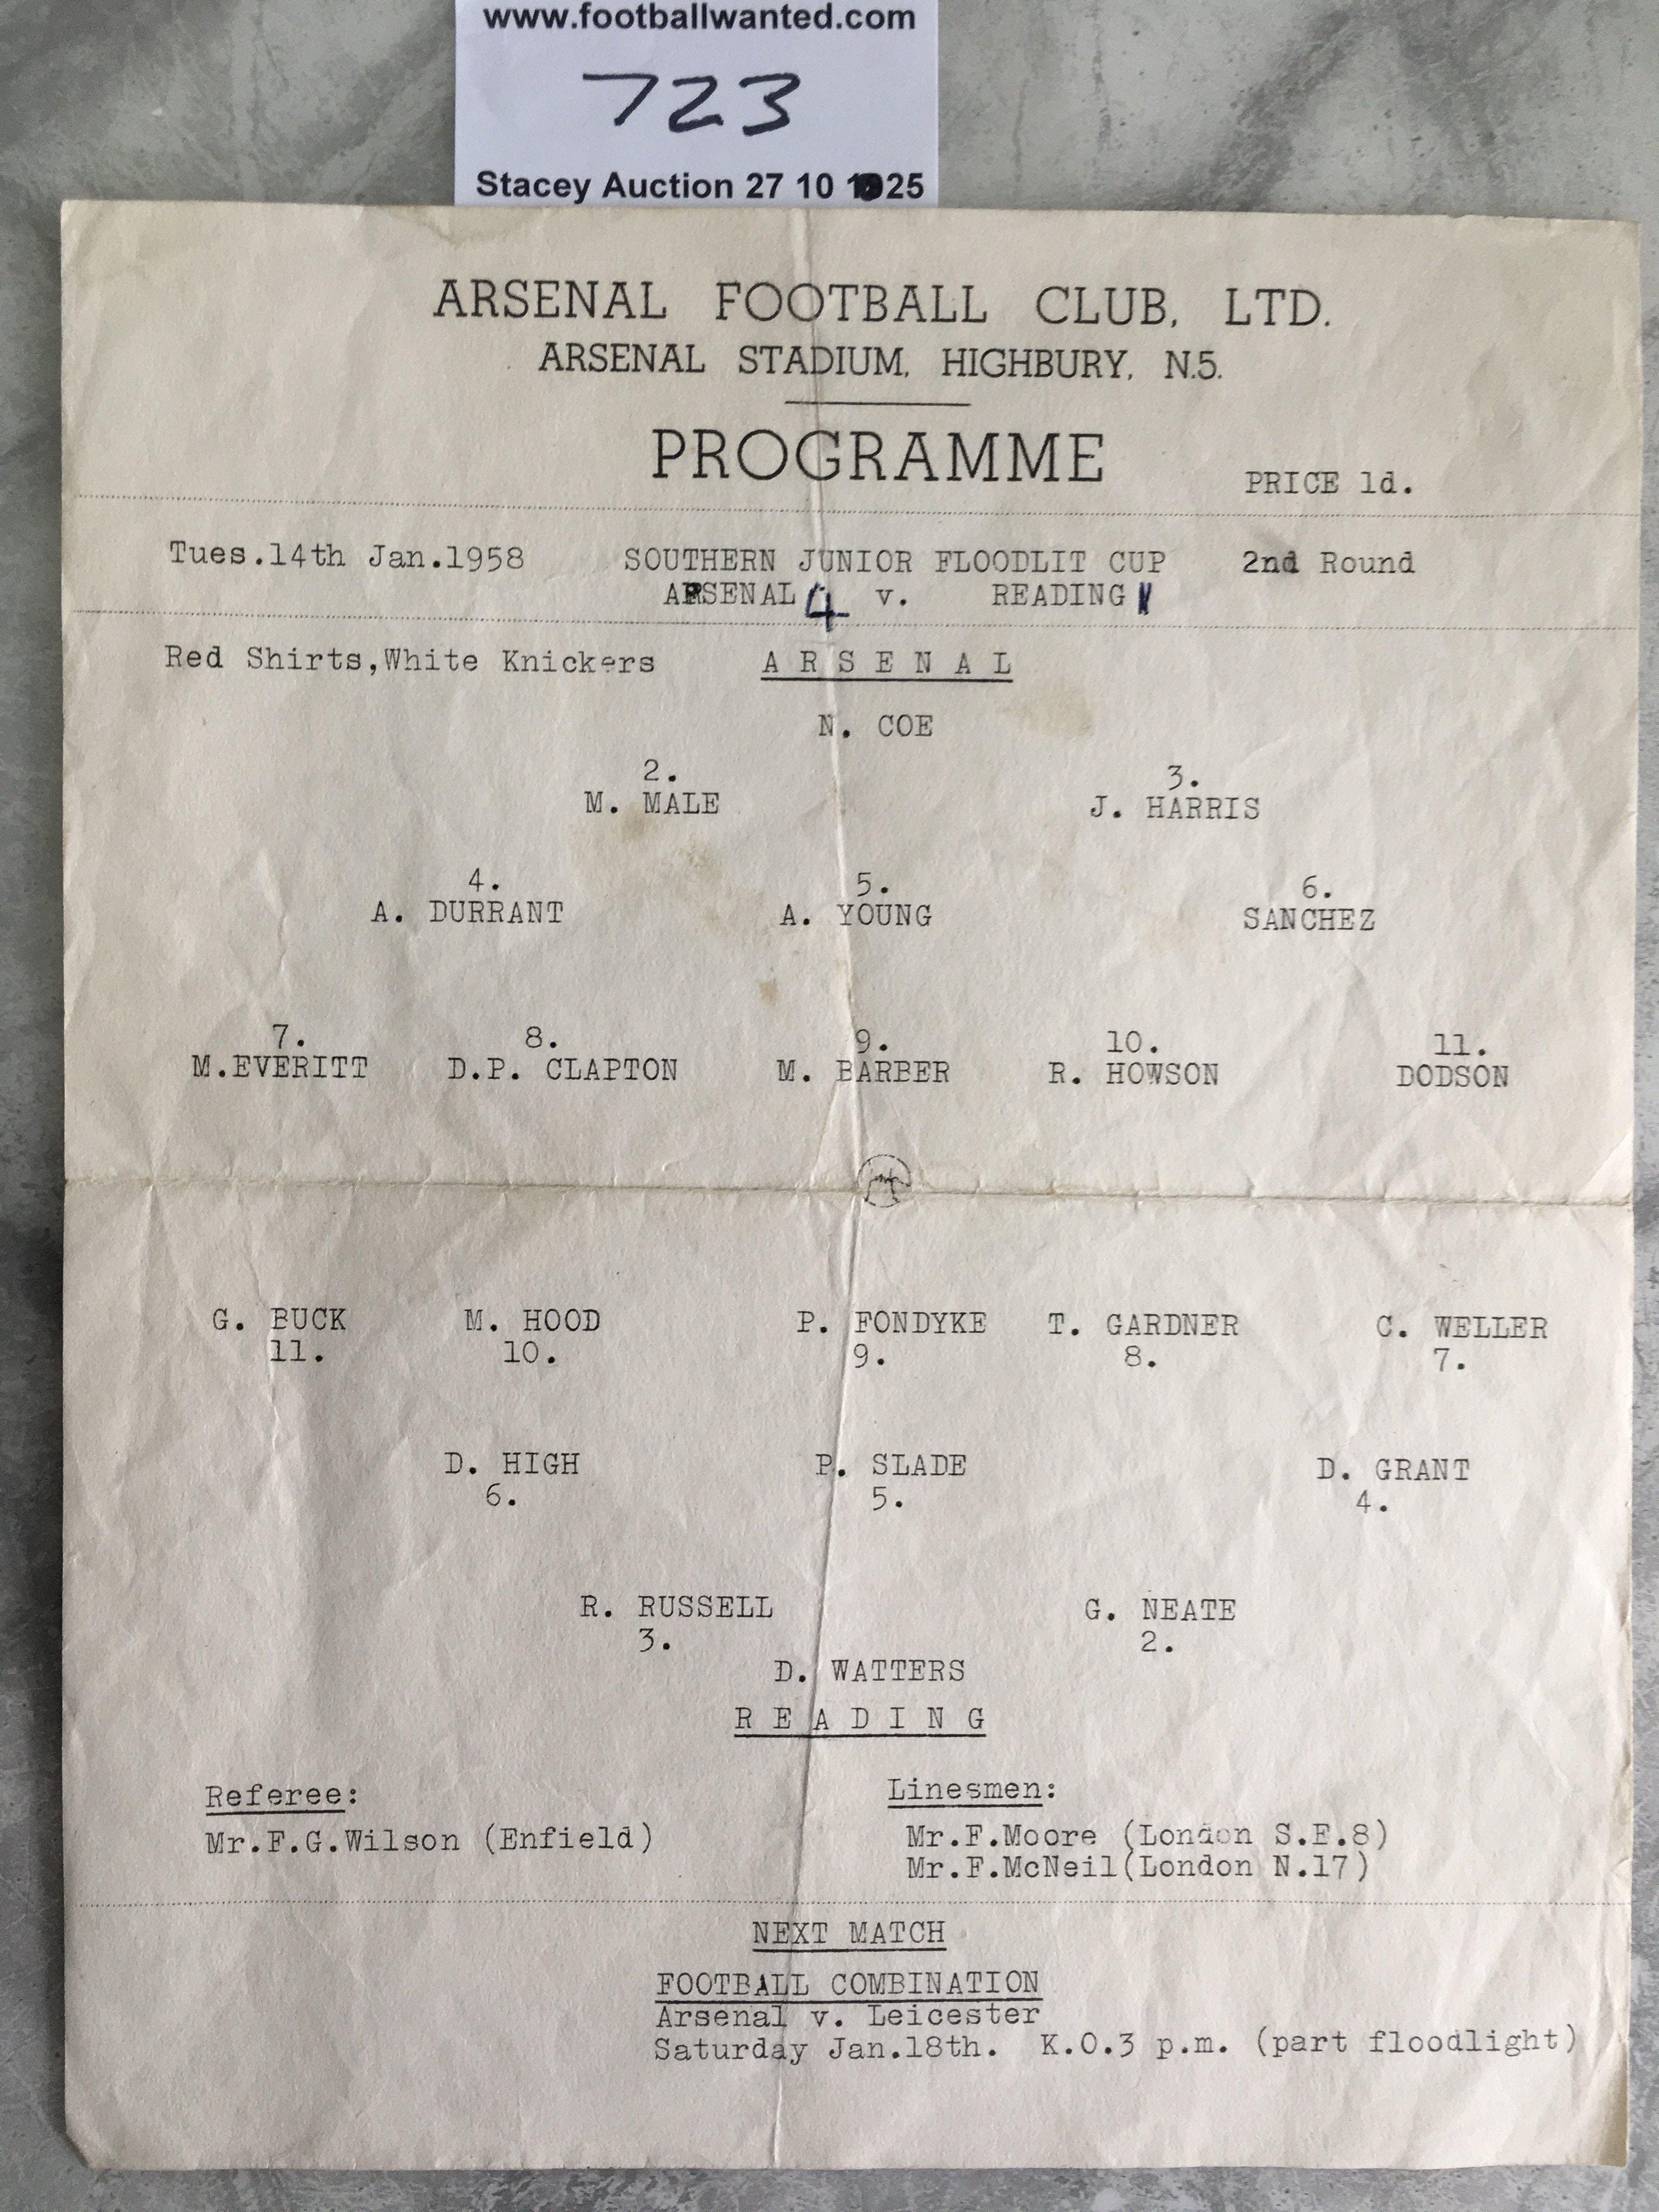 www.footballwanted.com
723
Stacey Auction 27 10 2025
ARSENAL FOOTBALL CLUB, LTD.
ARSENAL STADIUM, HIGHBURY, N.5.
PROGRAMME
PRICE 1d.
Tues.14th Jan.1958 SOUTHERN JUNIOR FLOODLIT CUP 2nd Round
ARSENAL 4 v. READING 1
Red Shirts,White Knickers ARSENAL
N. COE
2. 3.
M. MALE J. HARRIS
4. 5. 6.
A. DURRANT A. YOUNG SANCHEZ
7. 8. 9. 10. 11.
M.EVERITT D.P. CLAPTON M. BARBER R. HOWSON DODSON
G. BUCK M. HOOD P. FONDYKE T. GARDNER C. WELLER
11. 10. 9. 8. 7.
D. HIGH P. SLADE D. GRANT
6. 5. 4.
R. RUSSELL G. NEATE
3. 2.
D. WATTERS
READING
Referee: Linesmen:
Mr.F.G.Wilson (Enfield) Mr.F.Moore (London S.E.8)
Mr.F.McNeil(London N.17)
NEXT MATCH
FOOTBALL COMBINATION
Arsenal v. Leicester
Saturday Jan.18th. K.O.3 p.m. (part floodlight)